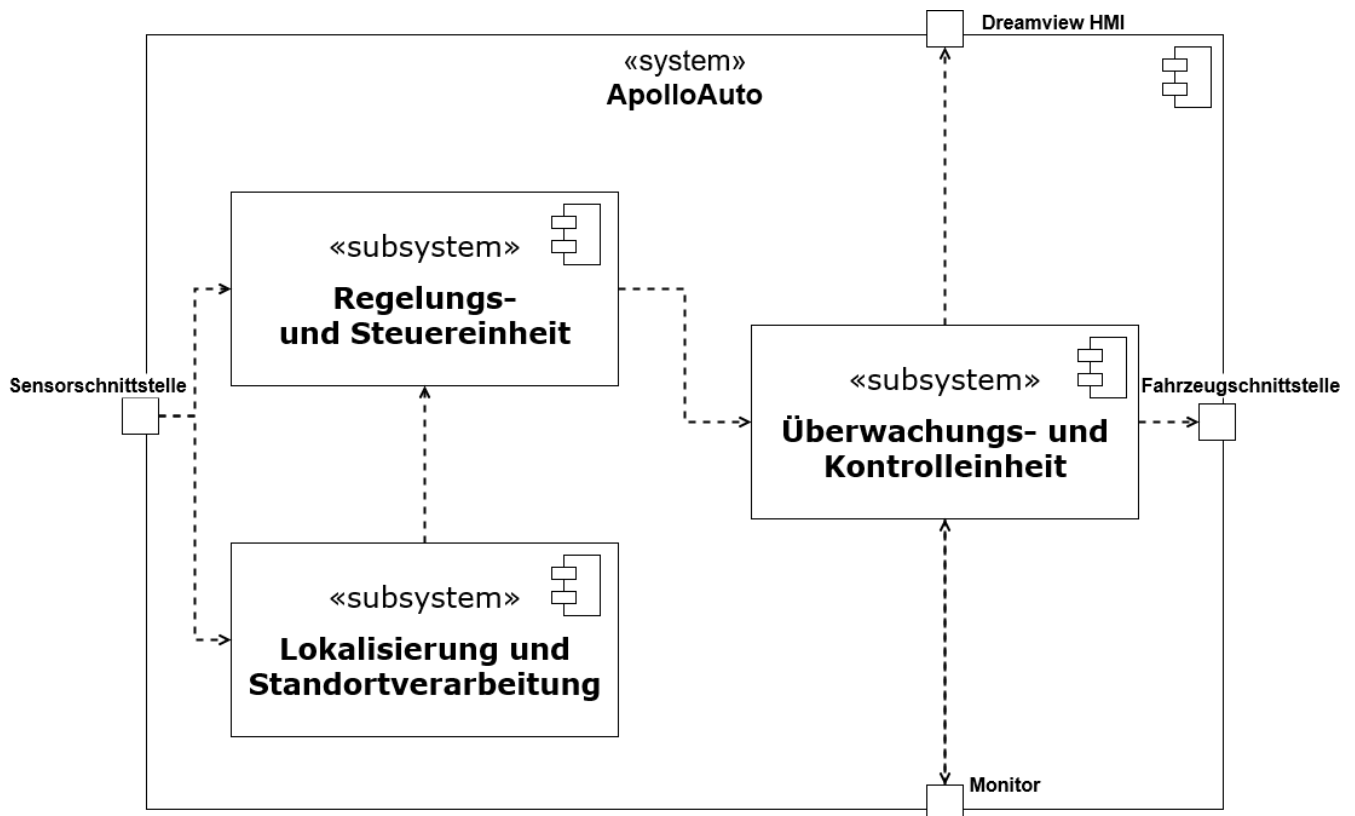 Dreamview HMI
«system»
ApolloAuto
«subsystem»
Regelungs-
und Steuereinheit
Sensorschnittstelle
«subsystem»
Überwachungs- und
Kontrolleinheit
Fahrzeugschnittstelle
«subsystem»
Lokalisierung und
Standortverarbeitung
Monitor